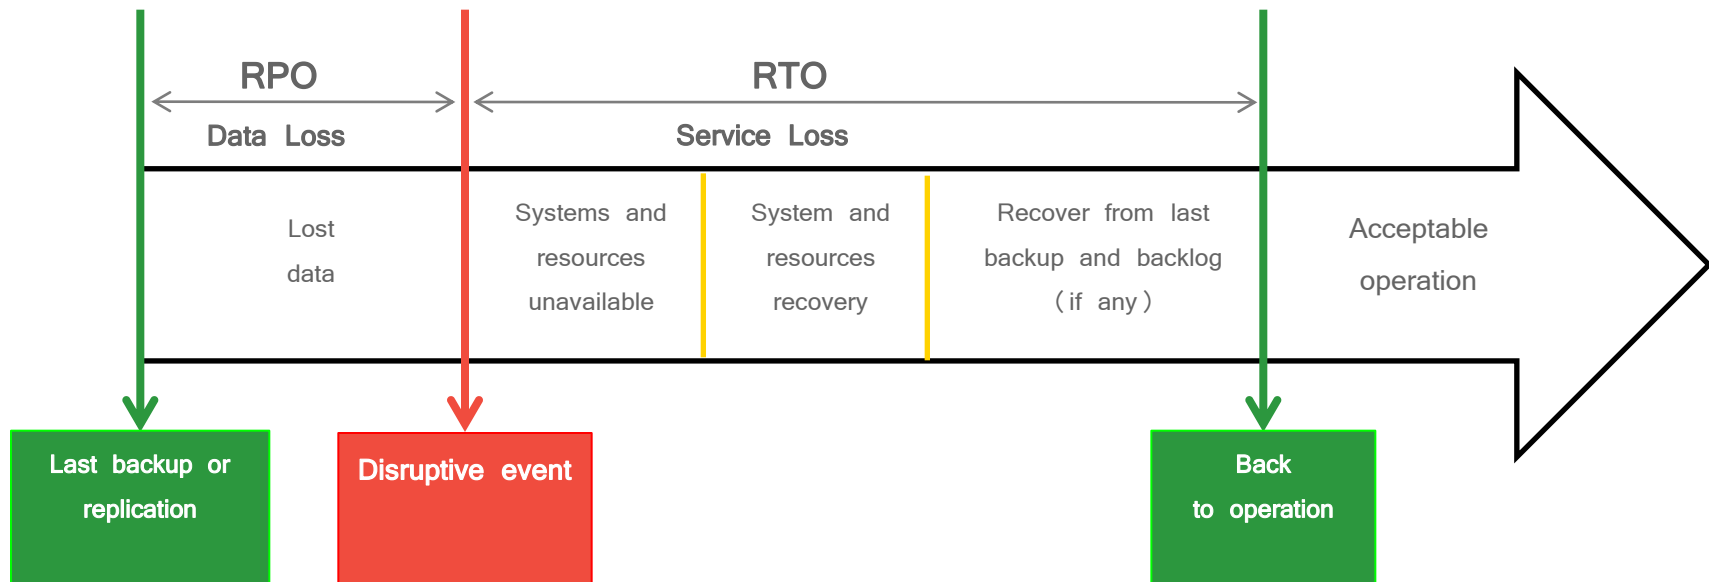 RPO
RTO
Data Loss
Service Loss
Lost
data
Systems and
resources
unavailable
System and
resources
recovery
Recover from last
backup and backlog
(if any)
Acceptable
operation
Last backup or
replication
Disruptive event
Back
to operation